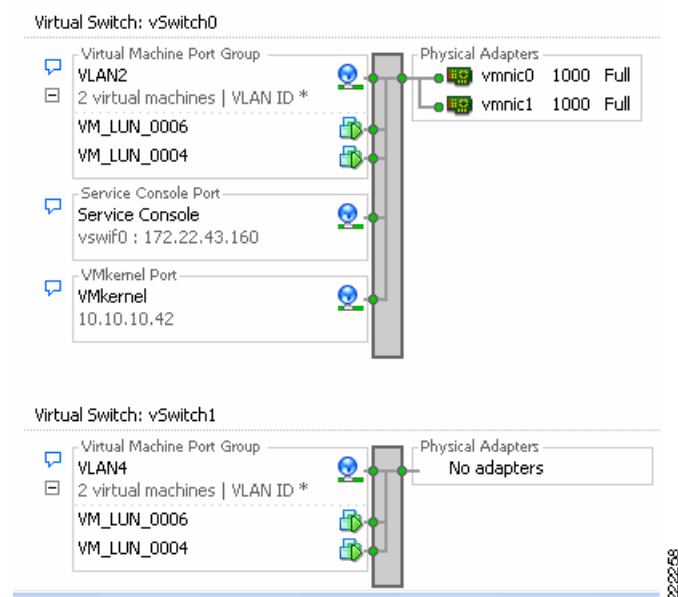 Virtual Switch: vSwitch0
Virtual Machine Port Group
VLAN2
2 virtual machines | VLAN ID *
VM_LUN_0006
VM_LUN_0004
Physical Adapters
vmnic0 1000 Full
vmnic1 1000 Full
Service Console Port
Service Console
vswif0 : 172.22.43.160
VMkernel Port
VMkernel
10.10.10.42
Virtual Switch: vSwitch1
Virtual Machine Port Group
VLAN4
2 virtual machines | VLAN ID *
VM_LUN_0006
VM_LUN_0004
Physical Adapters
No adapters
222258